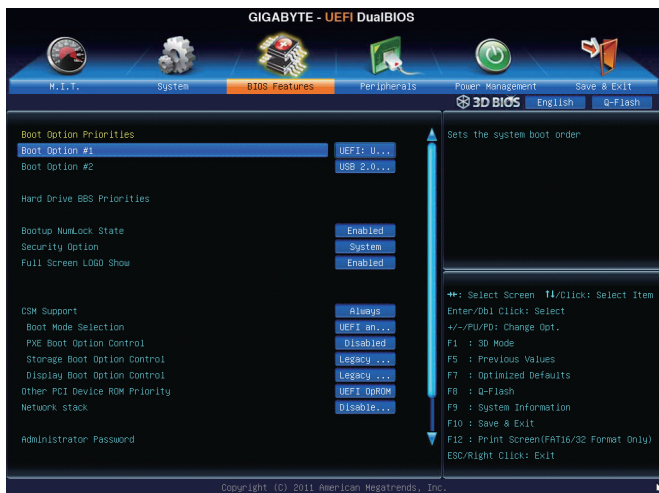 GIGABYTE - UEFI DualBIOS
M.I.T.
System
BIOS Features
Peripherals
Power Management
Save & Exit
3D BIOS
English
Q-Flash
Boot Option Priorities
Boot Option #1 UEFI: U...
Boot Option #2 USB 2.0...
Hard Drive BBS Priorities
Bootup NumLock State Enabled
Security Option System
Full Screen LOGO Show Enabled
CSM Support Always
Boot Mode Selection UEFI an...
PXE Boot Option Control Disabled
Storage Boot Option Control Legacy ...
Display Boot Option Control Legacy ...
Other PCI Device ROM Priority UEFI OpROM
Network stack Disable...
Administrator Password
Sets the system boot order
→←: Select Screen ↑↓/Click: Select Item
Enter/Dbl Click: Select
+/-/PU/PD: Change Opt.
F1 : 3D Mode
F5 : Previous Values
F7 : Optimized Defaults
F8 : Q-Flash
F9 : System Information
F10 : Save & Exit
F12 : Print Screen(FAT16/32 Format Only)
ESC/Right Click: Exit
Copyright (C) 2011 American Megatrends, Inc.